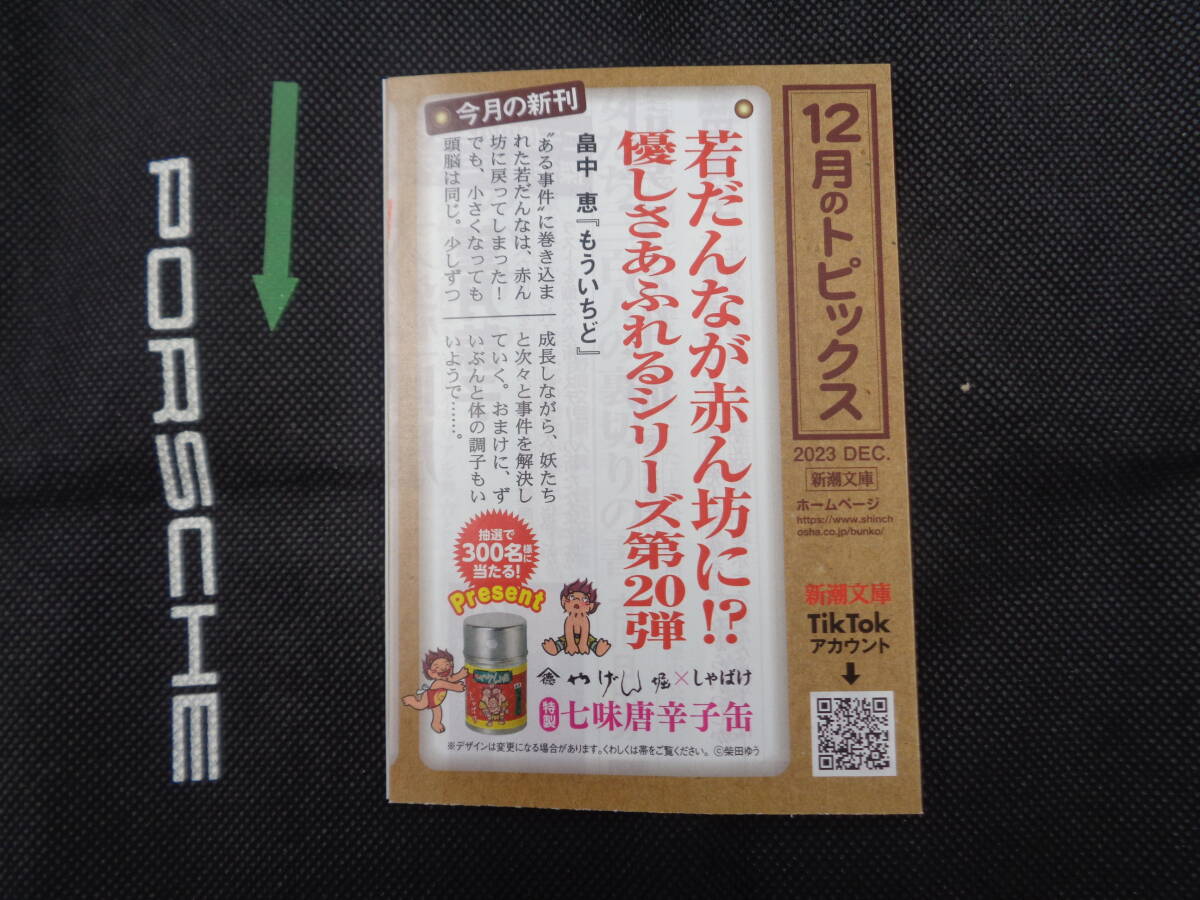 PORSCHE
12月のトピックス
2023 DEC.
新潮文庫
ホームページ
https://www.shinch
osha.co.jp/bunko/
新潮文庫
TikTok
アカウント
今月の新刊
若だんなが赤ん坊に!?
優しさあふれるシリーズ第20弾
畠中 恵『もういちど』
“ある事件”に巻き込ま
れた若だんなは、赤ん
坊に戻ってしまった!
でも、小さくなっても
頭脳は同じ。少しずつ
成長しながら、妖たち
と次々と事件を解決し
ていく。おまけに、ず
いぶんと体の調子もい
いようで……。
抽選で
300名様に
当たる!
Present
やげん堀×しゃばけ
特製 七味唐辛子缶
※デザインは変更になる場合があります。くわしくは帯をご覧ください。 ©柴田ゆう